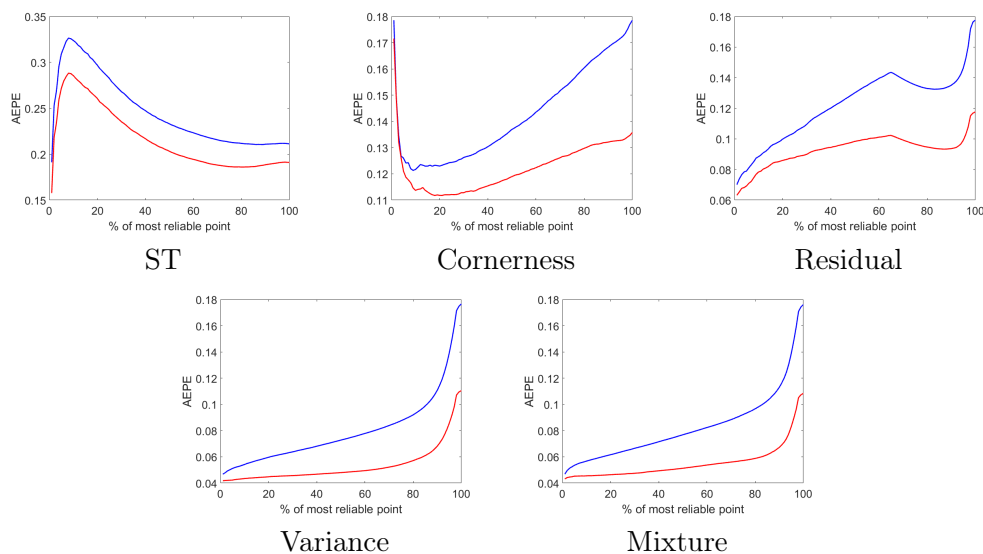 0.35
0.3
0.25
0.2
0.15
AEPE
0 20 40 60 80 100
% of most reliable point
ST
0.18
0.17
0.16
0.15
0.14
0.13
0.12
0.11
AEPE
0 20 40 60 80 100
% of most reliable point
Cornerness
0.18
0.16
0.14
0.12
0.1
0.08
0.06
AEPE
0 20 40 60 80 100
% of most reliable point
Residual
0.18
0.16
0.14
0.12
0.1
0.08
0.06
0.04
AEPE
0 20 40 60 80 100
% of most reliable point
Variance
0.18
0.16
0.14
0.12
0.1
0.08
0.06
0.04
AEPE
0 20 40 60 80 100
% of most reliable point
Mixture